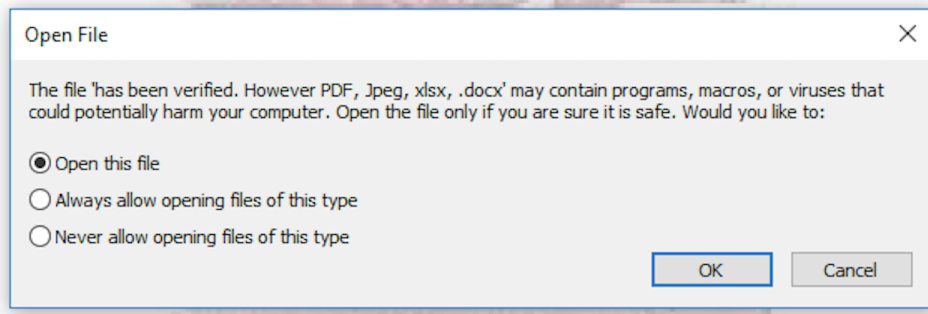 Open File
The file 'has been verified. However PDF, Jpeg, xlsx, .docx' may contain programs, macros, or viruses that
could potentially harm your computer. Open the file only if you are sure it is safe. Would you like to:
Open this file
Always allow opening files of this type
Never allow opening files of this type
OK
Cancel